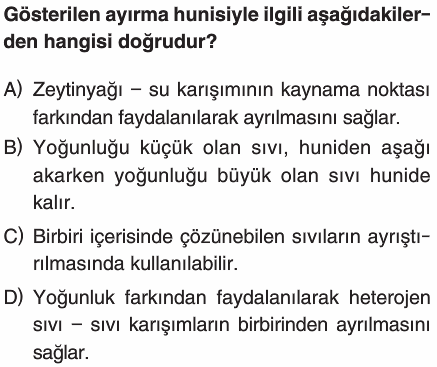 Gösterilen ayırma hunisiyle ilgili aşağıdakiler-
den hangisi doğrudur?
A) Zeytinyağı – su karışımının kaynama noktası
farkından faydalanılarak ayrılmasını sağlar.
B) Yoğunluğu küçük olan sıvı, huniden aşağı
akarken yoğunluğu büyük olan sıvı hunide
kalır.
C) Birbiri içerisinde çözünebilen sıvıların ayrıştı-
rılmasında kullanılabilir.
D) Yoğunluk farkından faydalanılarak heterojen
sıvı – sıvı karışımların birbirinden ayrılmasını
sağlar.